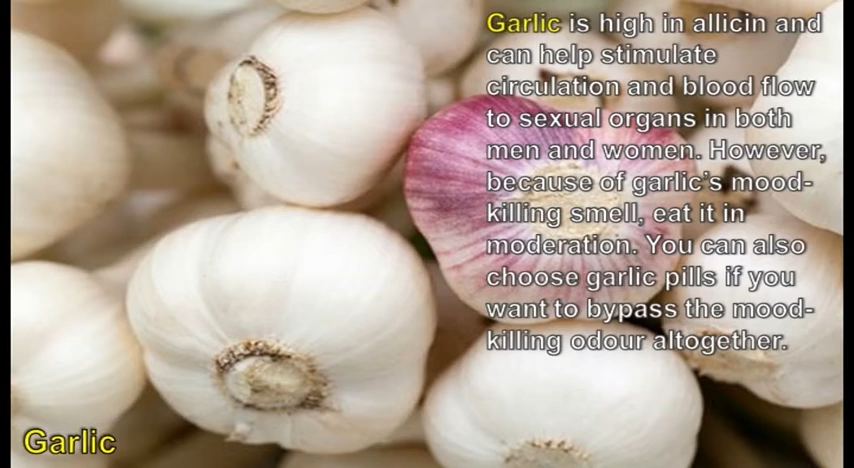 Garlic is high in allicin and
can help stimulate
circulation and blood flow
to sexual organs in both
men and women. However,
because of garlic’s mood-
killing smell, eat it in
moderation. You can also
choose garlic pills if you
want to bypass the mood-
killing odour altogether.
Garlic